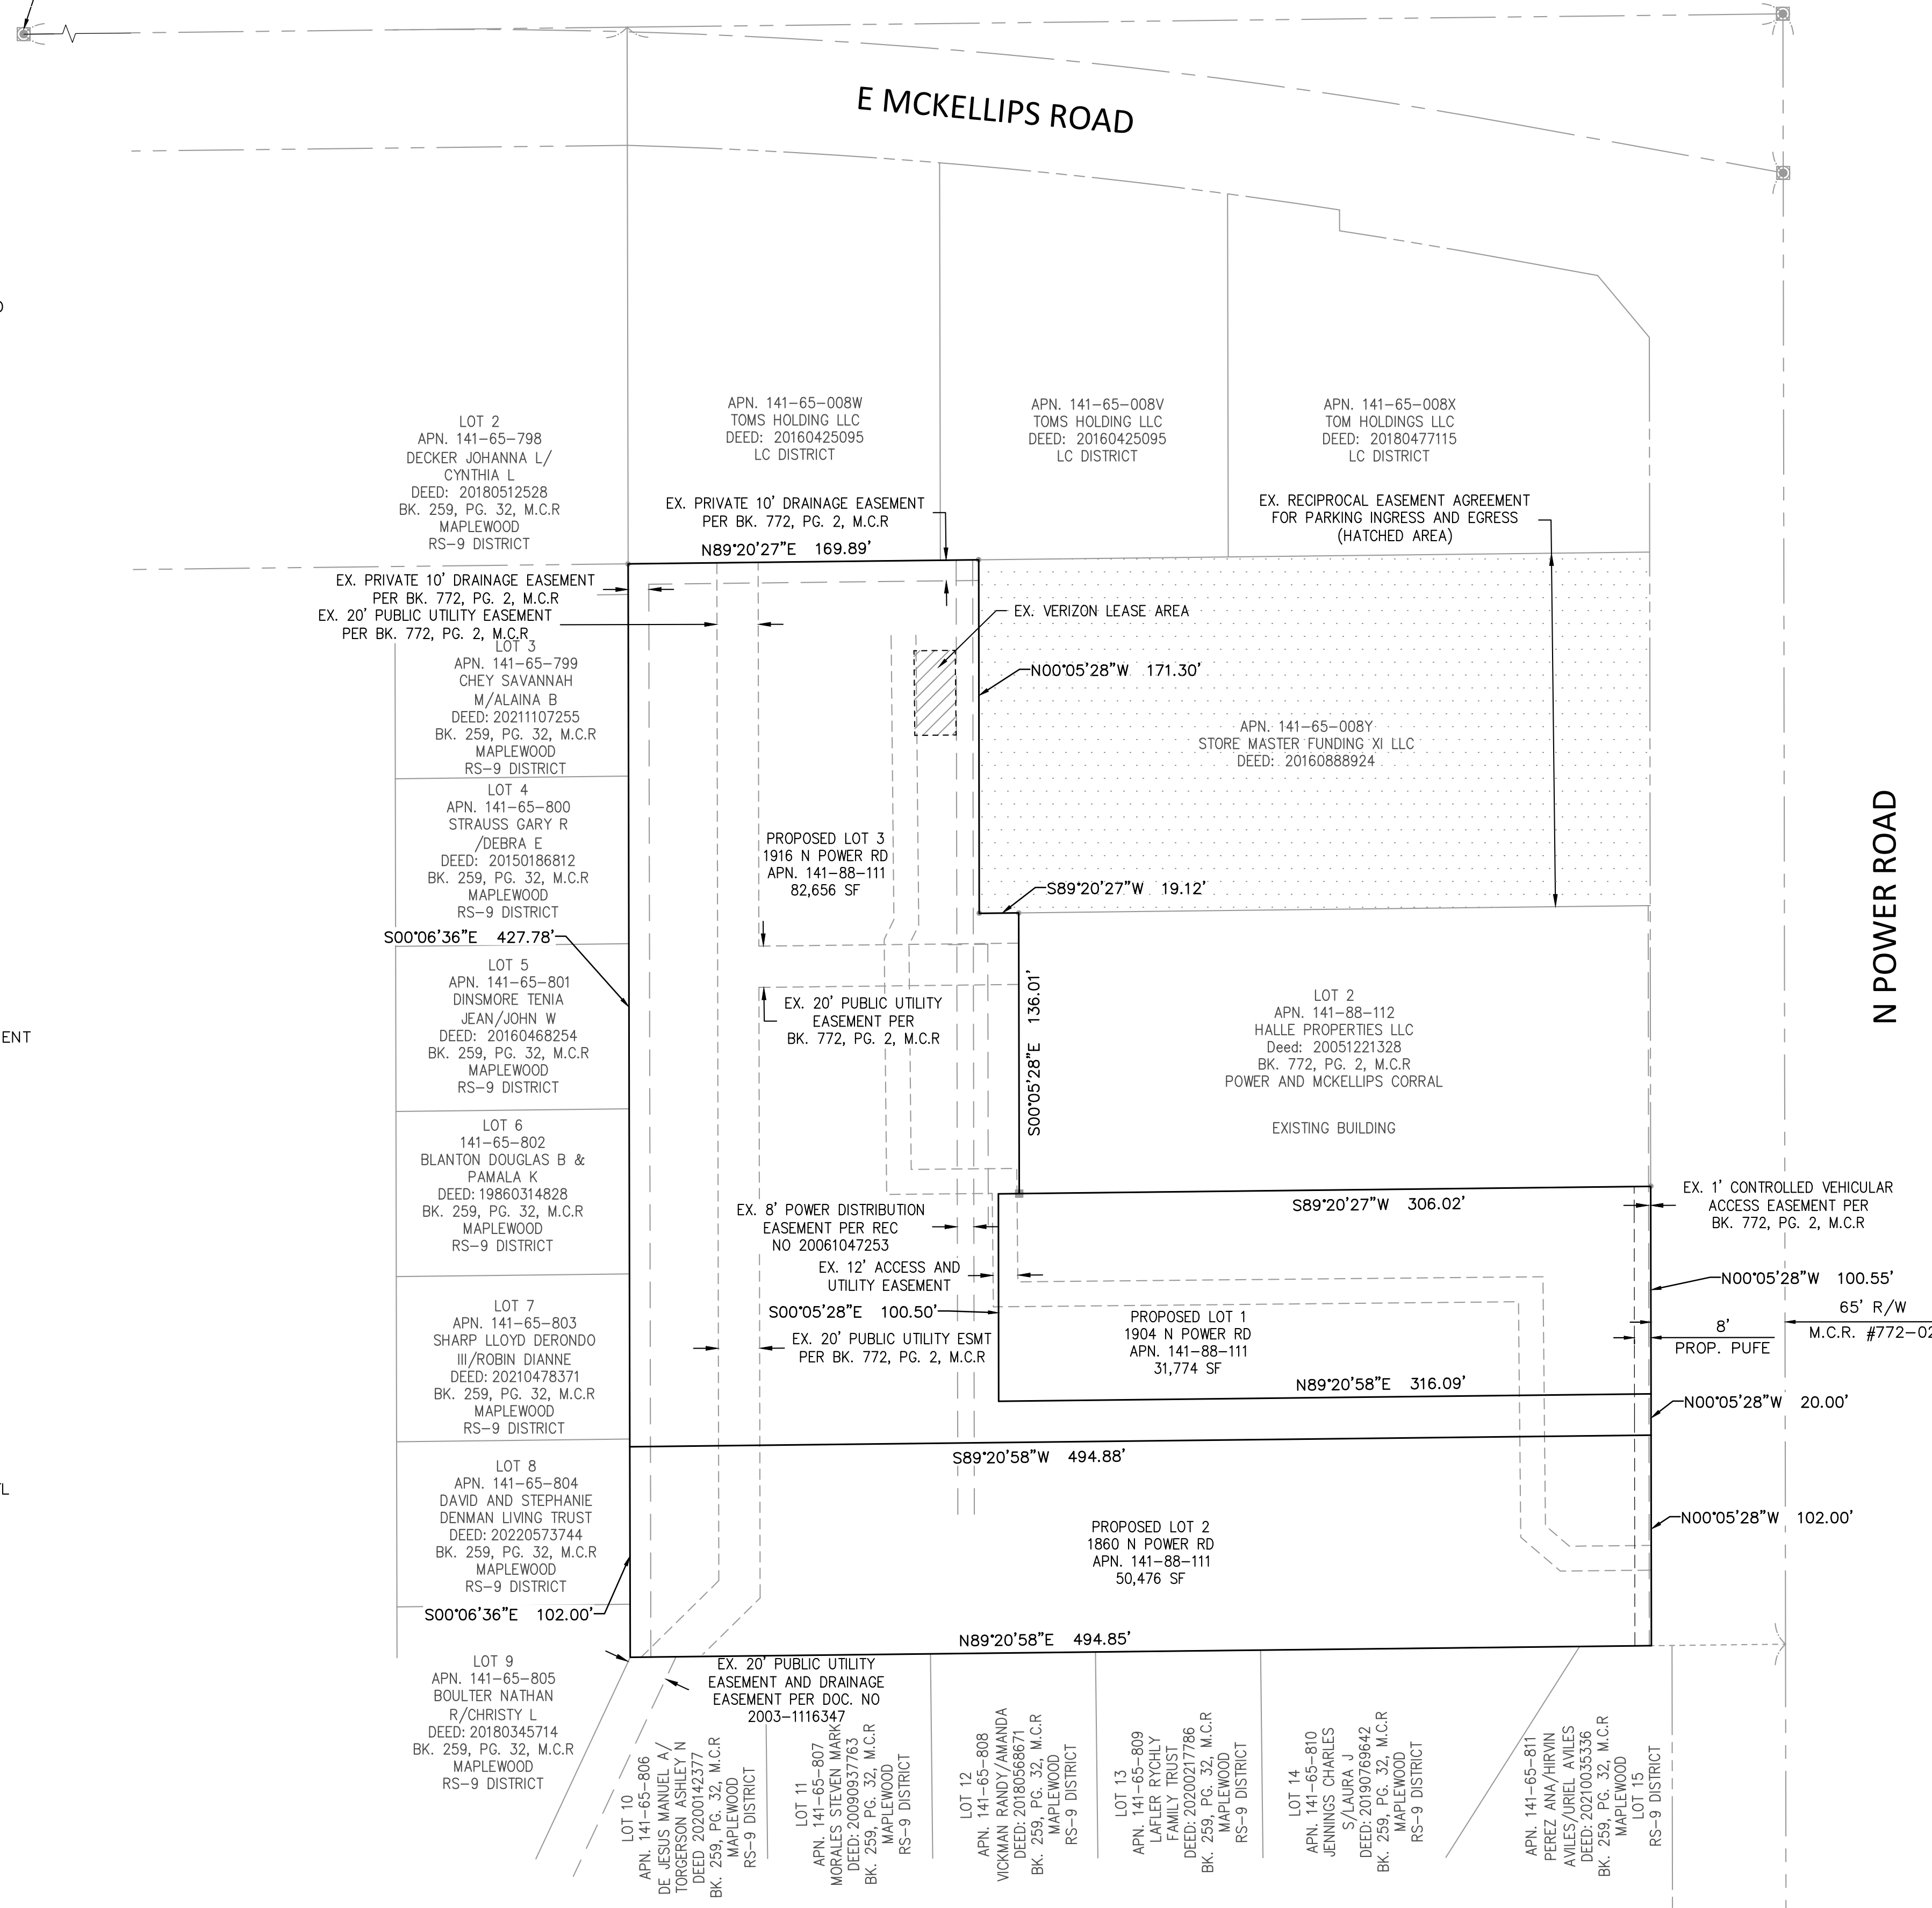 E MCKELLIPS ROAD
LOT 2
APN. 141-65-798
DECKER JOHANNA L/
CYNTHIA L
DEED: 20180512528
BK. 259, PG. 32, M.C.R
MAPLEWOOD
RS-9 DISTRICT
APN. 141-65-008W
TOMS HOLDING LLC
DEED: 20160425095
LC DISTRICT
APN. 141-65-008V
TOMS HOLDING LLC
DEED: 20160425095
LC DISTRICT
APN. 141-65-008X
TOM HOLDINGS LLC
DEED: 20180477115
LC DISTRICT
EX. PRIVATE 10' DRAINAGE EASEMENT
PER BK. 772, PG. 2, M.C.R
N89°20'27"E 169.89'
EX. RECIPROCAL EASEMENT AGREEMENT
FOR PARKING INGRESS AND EGRESS
(HATCHED AREA)
EX. PRIVATE 10' DRAINAGE EASEMENT
PER BK. 772, PG. 2, M.C.R
EX. 20' PUBLIC UTILITY EASEMENT
PER BK. 772, PG. 2, M.C.R
EX. VERIZON LEASE AREA
N00°05'28"W 171.30'
LOT 3
APN. 141-65-799
CHEY SAVANNAH
M/ALAINA B
DEED: 20211107255
BK. 259, PG. 32, M.C.R
MAPLEWOOD
RS-9 DISTRICT
APN. 141-65-008Y
STORE MASTER FUNDING XI LLC
DEED: 20160888924
LOT 4
APN. 141-65-800
STRAUSS GARY R
/DEBRA E
DEED: 20150186812
BK. 259, PG. 32, M.C.R
MAPLEWOOD
RS-9 DISTRICT
PROPOSED LOT 3
1916 N POWER RD
APN. 141-88-111
82,656 SF
S89°20'27"W 19.12'
N POWER ROAD
S00°06'36"E 427.78'
LOT 5
APN. 141-65-801
DINSMORE TENIA
JEAN/JOHN W
DEED: 20160468254
BK. 259, PG. 32, M.C.R
MAPLEWOOD
RS-9 DISTRICT
EX. 20' PUBLIC UTILITY
EASEMENT PER
BK. 772, PG. 2, M.C.R
S00°05'28"E 136.01'
LOT 2
APN. 141-88-112
HALLE PROPERTIES LLC
Deed: 20051221328
BK. 772, PG. 2, M.C.R
POWER AND MCKELLIPS CORRAL
EXISTING BUILDING
ENT
LOT 6
141-65-802
BLANTON DOUGLAS B &
PAMALA K
DEED: 19860314828
BK. 259, PG. 32, M.C.R
MAPLEWOOD
RS-9 DISTRICT
EX. 8' POWER DISTRIBUTION
EASEMENT PER REC
NO 20061047253
EX. 12' ACCESS AND
UTILITY EASEMENT
S00°05'28"E 100.50'
EX. 20' PUBLIC UTILITY ESMT
PER BK. 772, PG. 2, M.C.R
S89°20'27"W 306.02'
EX. 1' CONTROLLED VEHICULAR
ACCESS EASEMENT PER
BK. 772, PG. 2, M.C.R
N00°05'28"W 100.55'
65' R/W
M.C.R. #772-02
8'
PROP. PUFE
LOT 7
APN. 141-65-803
SHARP LLOYD DERONDO
III/ROBIN DIANNE
DEED: 20210478371
BK. 259, PG. 32, M.C.R
MAPLEWOOD
RS-9 DISTRICT
PROPOSED LOT 1
1904 N POWER RD
APN. 141-88-111
31,774 SF
N89°20'58"E 316.09'
N00°05'28"W 20.00'
S89°20'58"W 494.88'
LOT 8
APN. 141-65-804
DAVID AND STEPHANIE
DENMAN LIVING TRUST
DEED: 20220573744
BK. 259, PG. 32, M.C.R
MAPLEWOOD
RS-9 DISTRICT
PROPOSED LOT 2
1860 N POWER RD
APN. 141-88-111
50,476 SF
N00°05'28"W 102.00'
S00°06'36"E 102.00'
N89°20'58"E 494.85'
LOT 9
APN. 141-65-805
BOULTER NATHAN
R/CHRISTY L
DEED: 20180345714
BK. 259, PG. 32, M.C.R
MAPLEWOOD
RS-9 DISTRICT
EX. 20' PUBLIC UTILITY
EASEMENT AND DRAINAGE
EASEMENT PER DOC. NO
2003-1116347
LOT 10
APN. 141-65-806
DE JESUS MANUEL A/
TORGERSON ASHLEY N
DEED 20200142377
BK. 259, PG. 32, M.C.R
MAPLEWOOD
RS-9 DISTRICT
LOT 11
APN. 141-65-807
MORALES STEVEN MARK
DEED: 20090937763
BK. 259, PG. 32, M.C.R
MAPLEWOOD
RS-9 DISTRICT
LOT 12
APN. 141-65-808
VICKMAN RANDY/AMANDA
DEED: 20180568671
BK. 259, PG. 32, M.C.R
MAPLEWOOD
RS-9 DISTRICT
LOT 13
APN. 141-65-809
LAFLER RYCHLY
FAMILY TRUST
DEED: 20200217786
BK. 259, PG. 32, M.C.R
MAPLEWOOD
RS-9 DISTRICT
LOT 14
APN. 141-65-810
JENNINGS CHARLES
S/LAURA J
DEED: 20190769642
BK. 259, PG. 32, M.C.R
MAPLEWOOD
RS-9 DISTRICT
APN. 141-65-811
PEREZ ANA/HIRVIN
AVILES/URIEL AVILES
DEED: 20210035336
BK. 259, PG. 32, M.C.R
MAPLEWOOD
LOT 15
RS-9 DISTRICT